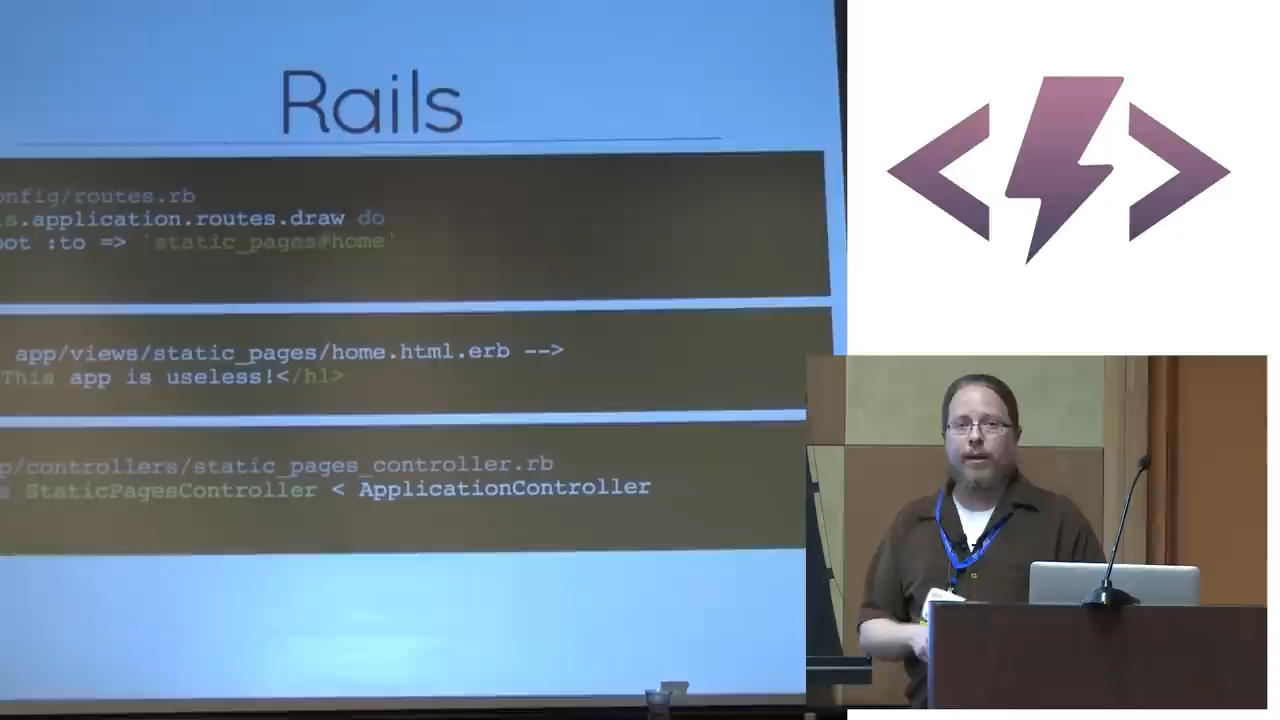 Rails
onfig/routes.rb
s.application.routes.draw do
oot :to => 'static_pages#home'
app/views/static_pages/home.html.erb -->
This app is useless!</h1>
p/controllers/static_pages_controller.rb
s StaticPagesController < ApplicationController